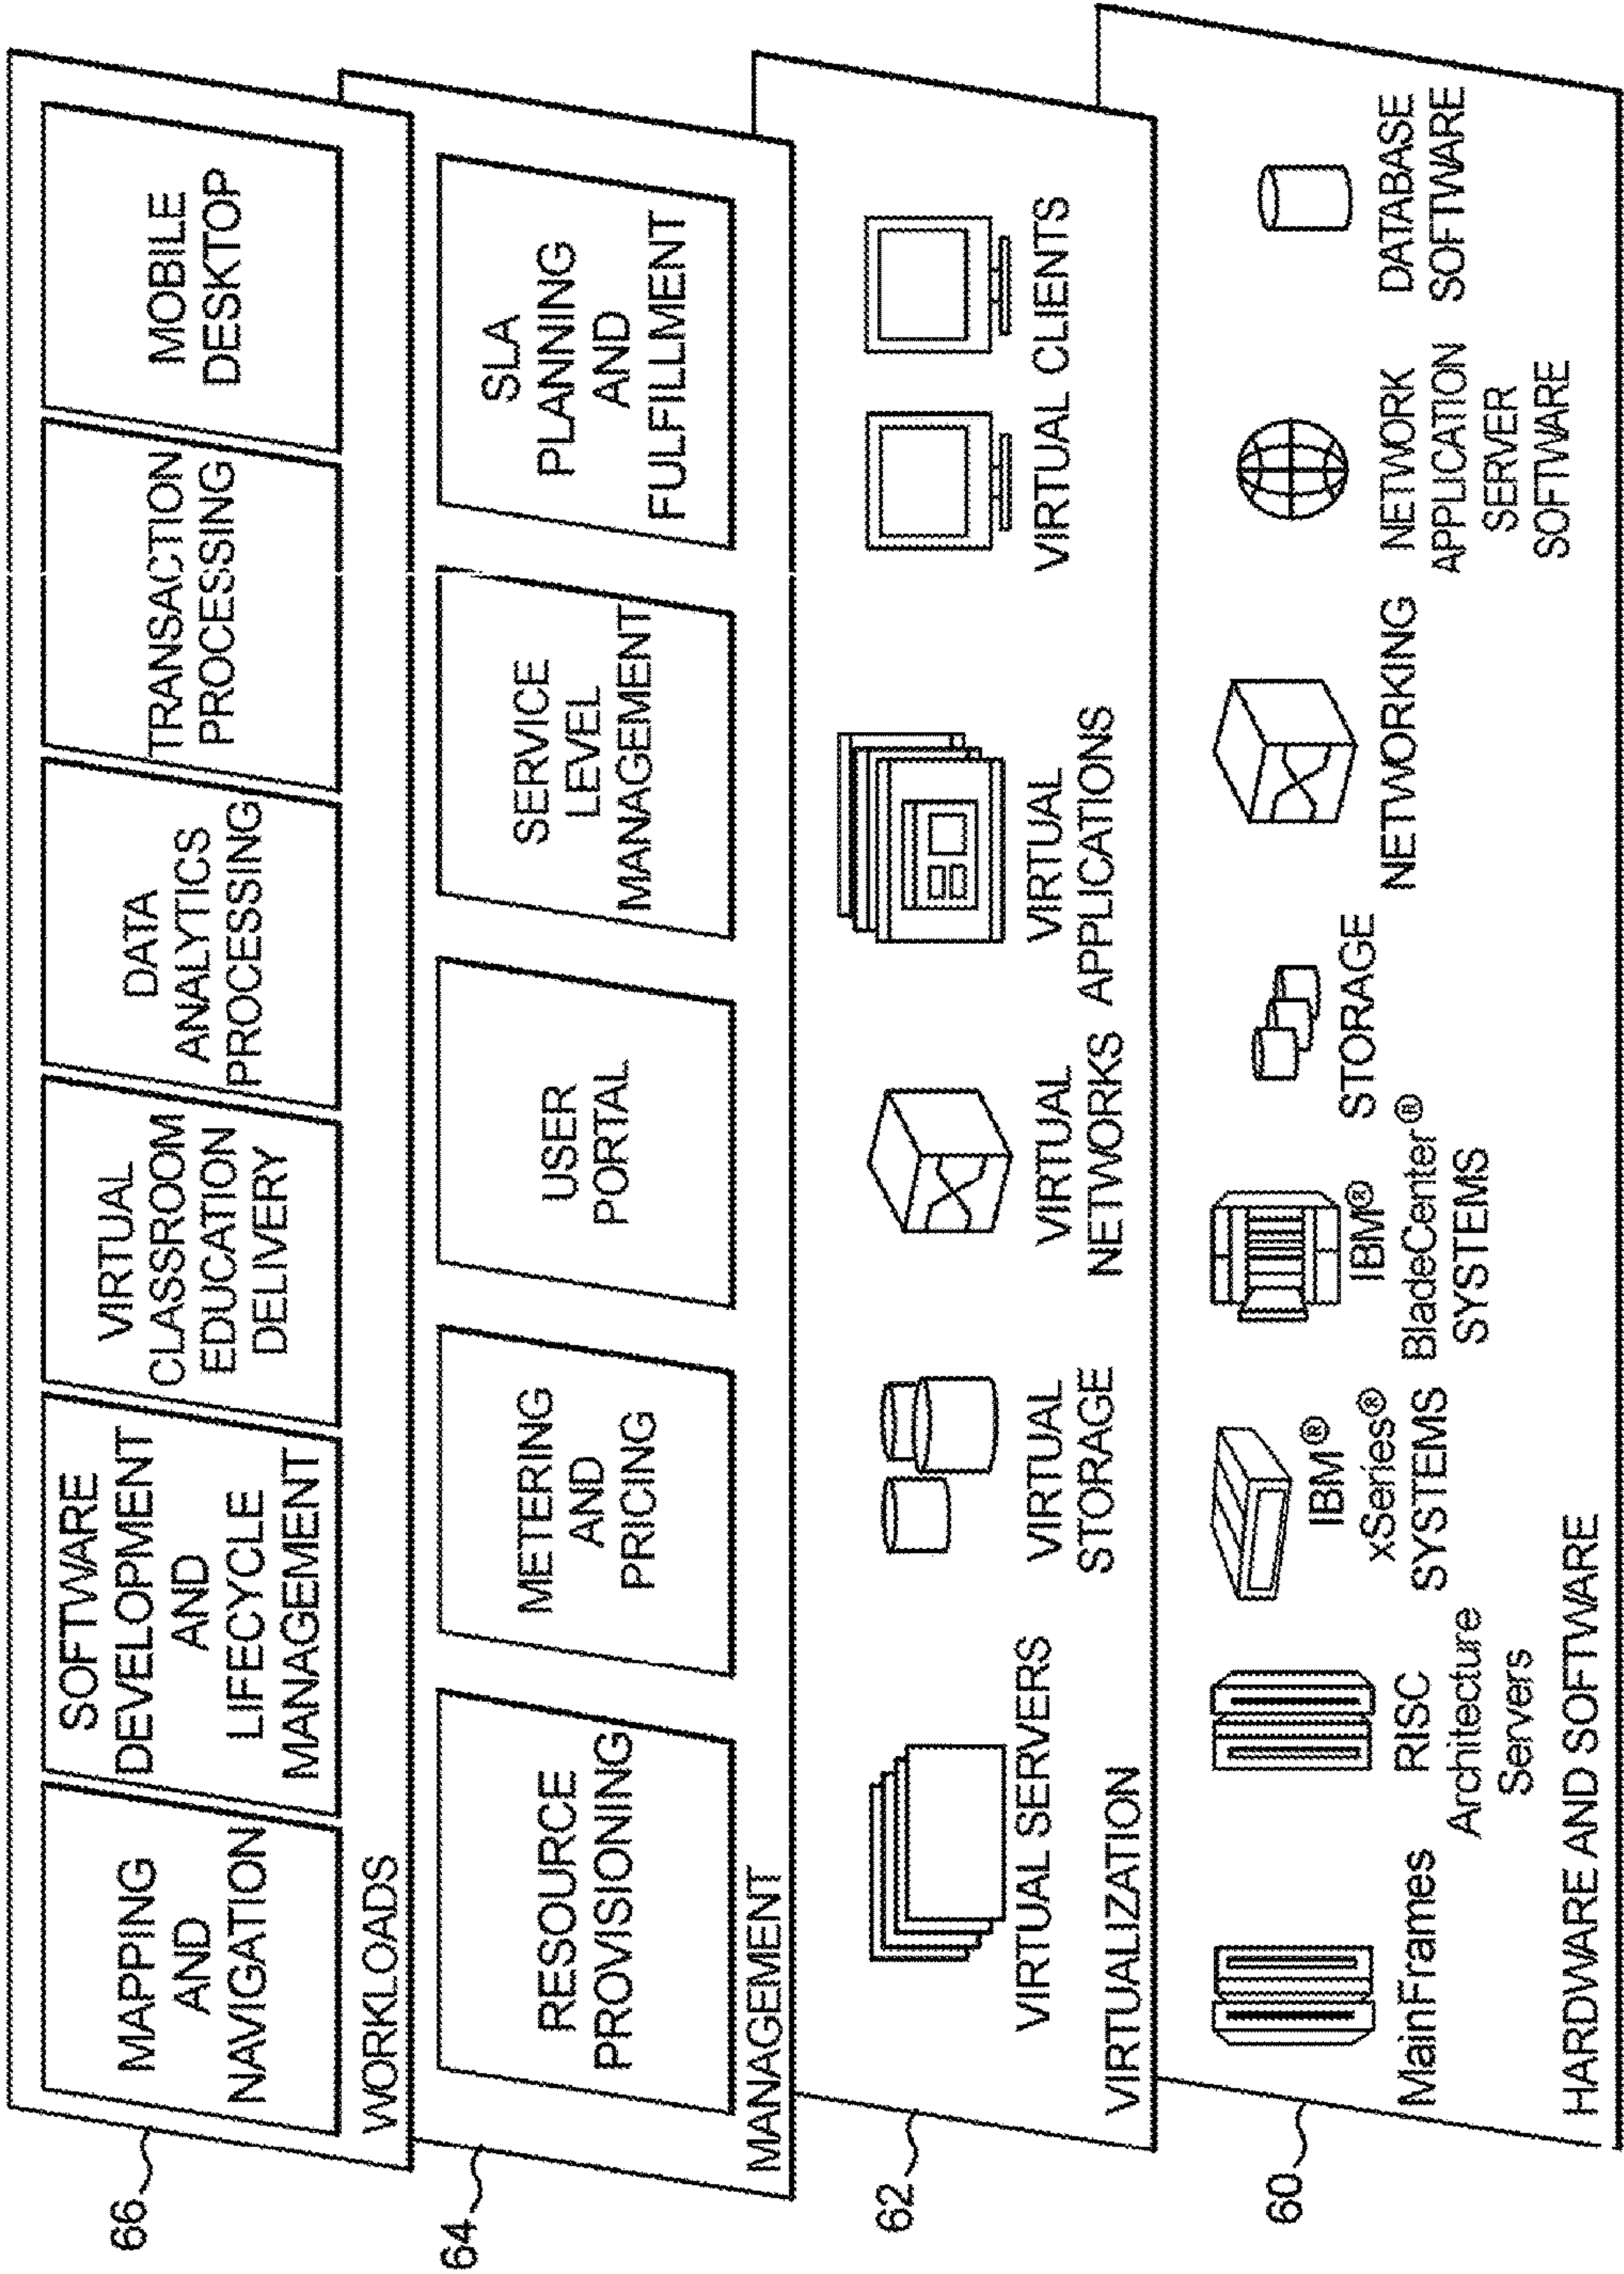 66
MAPPING
AND
NAVIGATION
SOFTWARE
DEVELOPMENT
AND
LIFECYCLE
MANAGEMENT
VIRTUAL
CLASSROOM
EDUCATION
DELIVERY
DATA
ANALYTICS
PROCESSING
TRANSACTION
PROCESSING
MOBILE
DESKTOP
WORKLOADS
64
RESOURCE
PROVISIONING
METERING
AND
PRICING
USER
PORTAL
SERVICE
LEVEL
MANAGEMENT
SLA
PLANNING
AND
FULFILLMENT
MANAGEMENT
62
VIRTUAL SERVERS
VIRTUAL
STORAGE
VIRTUAL
NETWORKS
VIRTUAL
APPLICATIONS
VIRTUAL CLIENTS
VIRTUALIZATION
60
MainFrames
RISC
Architecture
Servers
IBM®
xSeries®
SYSTEMS
IBM®
BladeCenter®
SYSTEMS
STORAGE
NETWORKING
NETWORK
APPLICATION
SERVER
SOFTWARE
DATABASE
SOFTWARE
HARDWARE AND SOFTWARE